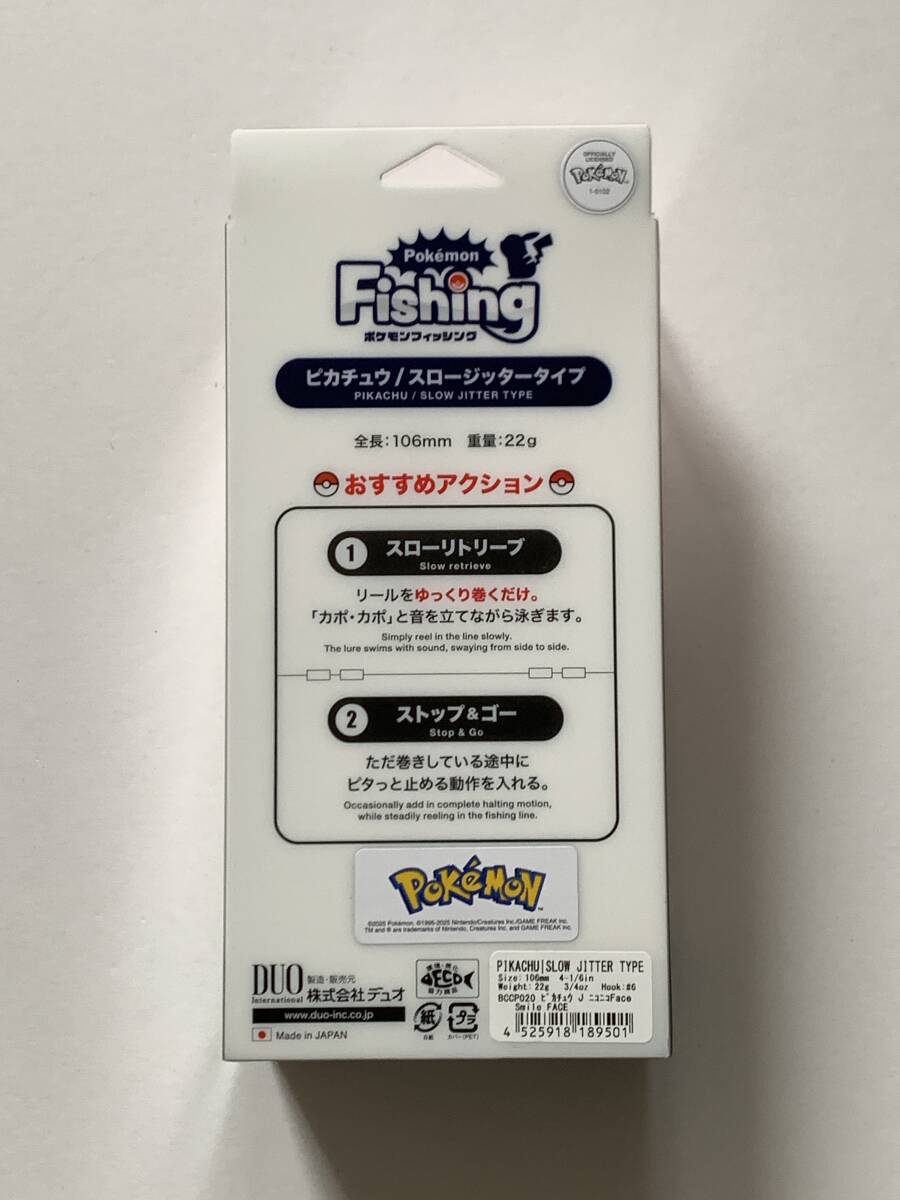 OFFICIALLY
LICENSED
POKÉMON
1-0102
Pokémon
Fishing
ポケモンフィッシング
ピカチュウ/スロージッタータイプ
PIKACHU / SLOW JITTER TYPE
全長:106mm 重量:22g
おすすめアクション
1 スローリトリーブ
Slow retrieve
リールをゆっくり巻くだけ。
「カポ・カポ」と音を立てながら泳ぎます。
Simply reel in the line slowly.
The lure swims with sound, swaying from side to side.
2 ストップ&ゴー
Stop & Go
ただ巻きしている途中に
ピタっと止める動作を入れる。
Occasionally add in complete halting motion,
while steadily reeling in the fishing line.
POKÉMON
TM
©2025 Pokémon. ©1995-2025 Nintendo/Creatures Inc./GAME FREAK inc.
TM and ® are trademarks of Nintendo, Creatures Inc. and GAME FREAK inc.
DUO
International
製造・販売元
株式会社デュオ
www.duo-inc.co.jp
Made in JAPAN
ECO
紙
台紙
プラ
カバー(PET)
PIKACHU|SLOW JITTER TYPE
Size:106mm 4-1/6in
Weight:22g 3/4oz Hook:#6
BCCP020 ピカチュウ J ニコニコFace
Smile FACE
4 525918 189501